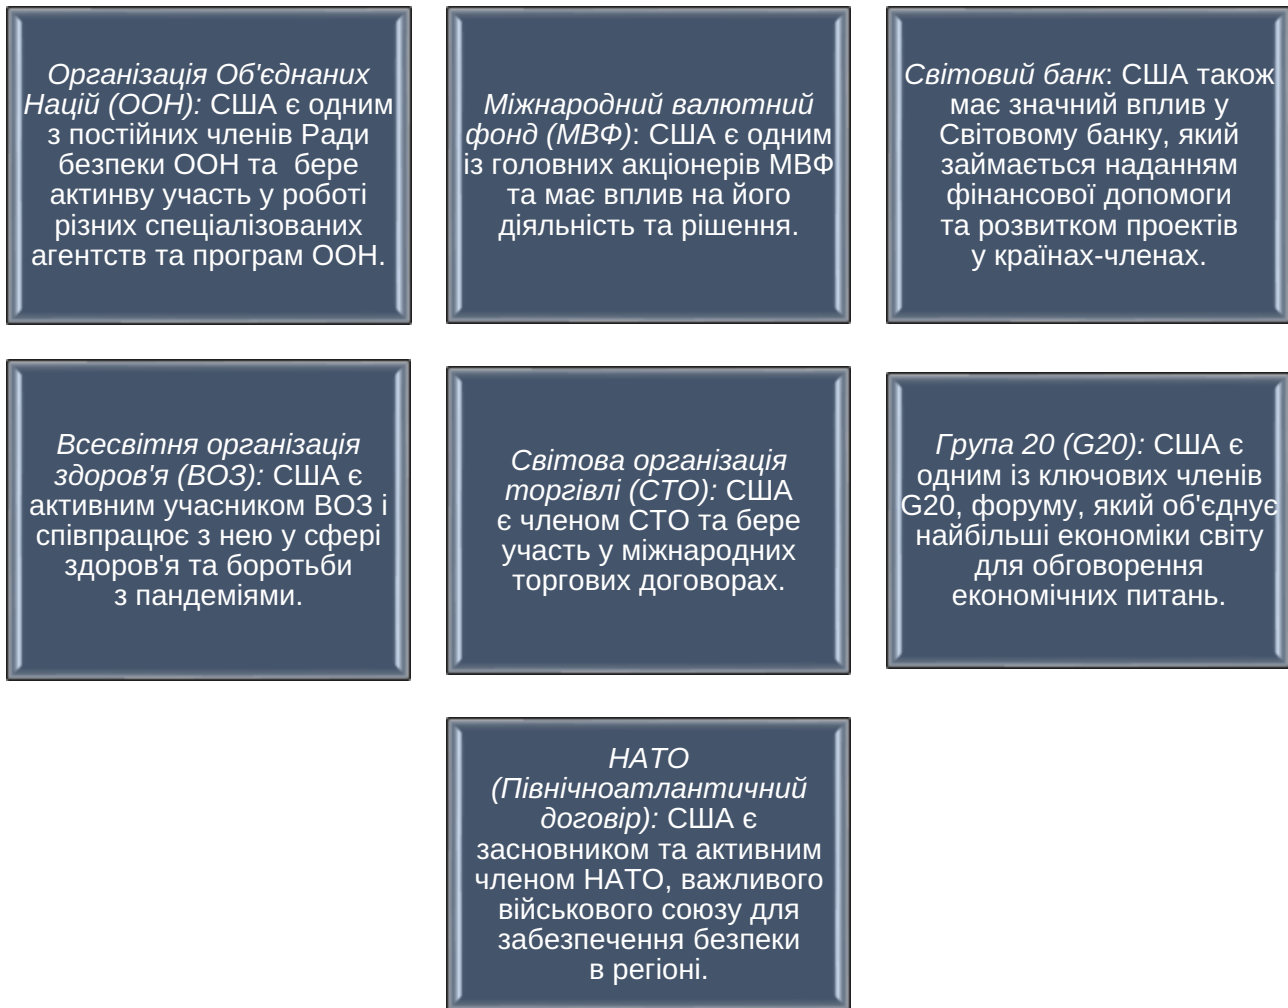 Організація Об'єднаних
Націй (ООН): США є одним
з постійних членів Ради
безпеки ООН та  бере
актинву участь у роботі
різних спеціалізованих
агентств та програм ООН.
Міжнародний валютний
фонд (МВФ): США є одним
із головних акціонерів МВФ
та має вплив на його
діяльність та рішення.
Світовий банк: США також
має значний вплив у
Світовому банку, який
займається наданням
фінансової допомоги
та розвитком проектів
у країнах-членах.
Всесвітня організація
здоров'я (ВОЗ): США є
активним учасником ВОЗ і
співпрацює з нею у сфері
здоров'я та боротьби
з пандеміями.
Світова організація
торгівлі (СТО): США
є членом СТО та бере
участь у міжнародних
торгових договорах.
Група 20 (G20): США є
одним із ключових членів
G20, форуму, який об'єднує
найбільші економіки світу
для обговорення
економічних питань.
НАТО
(Північноатлантичний
договір): США є
засновником та активним
членом НАТО, важливого
військового союзу для
забезпечення безпеки
в регіоні.